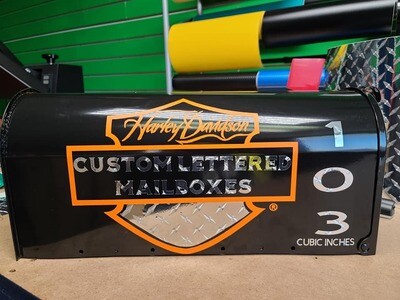 Harley-Davidson
CUSTOM LETTERED
MAILBOXES
®
1
0
3
CUBIC INCHES